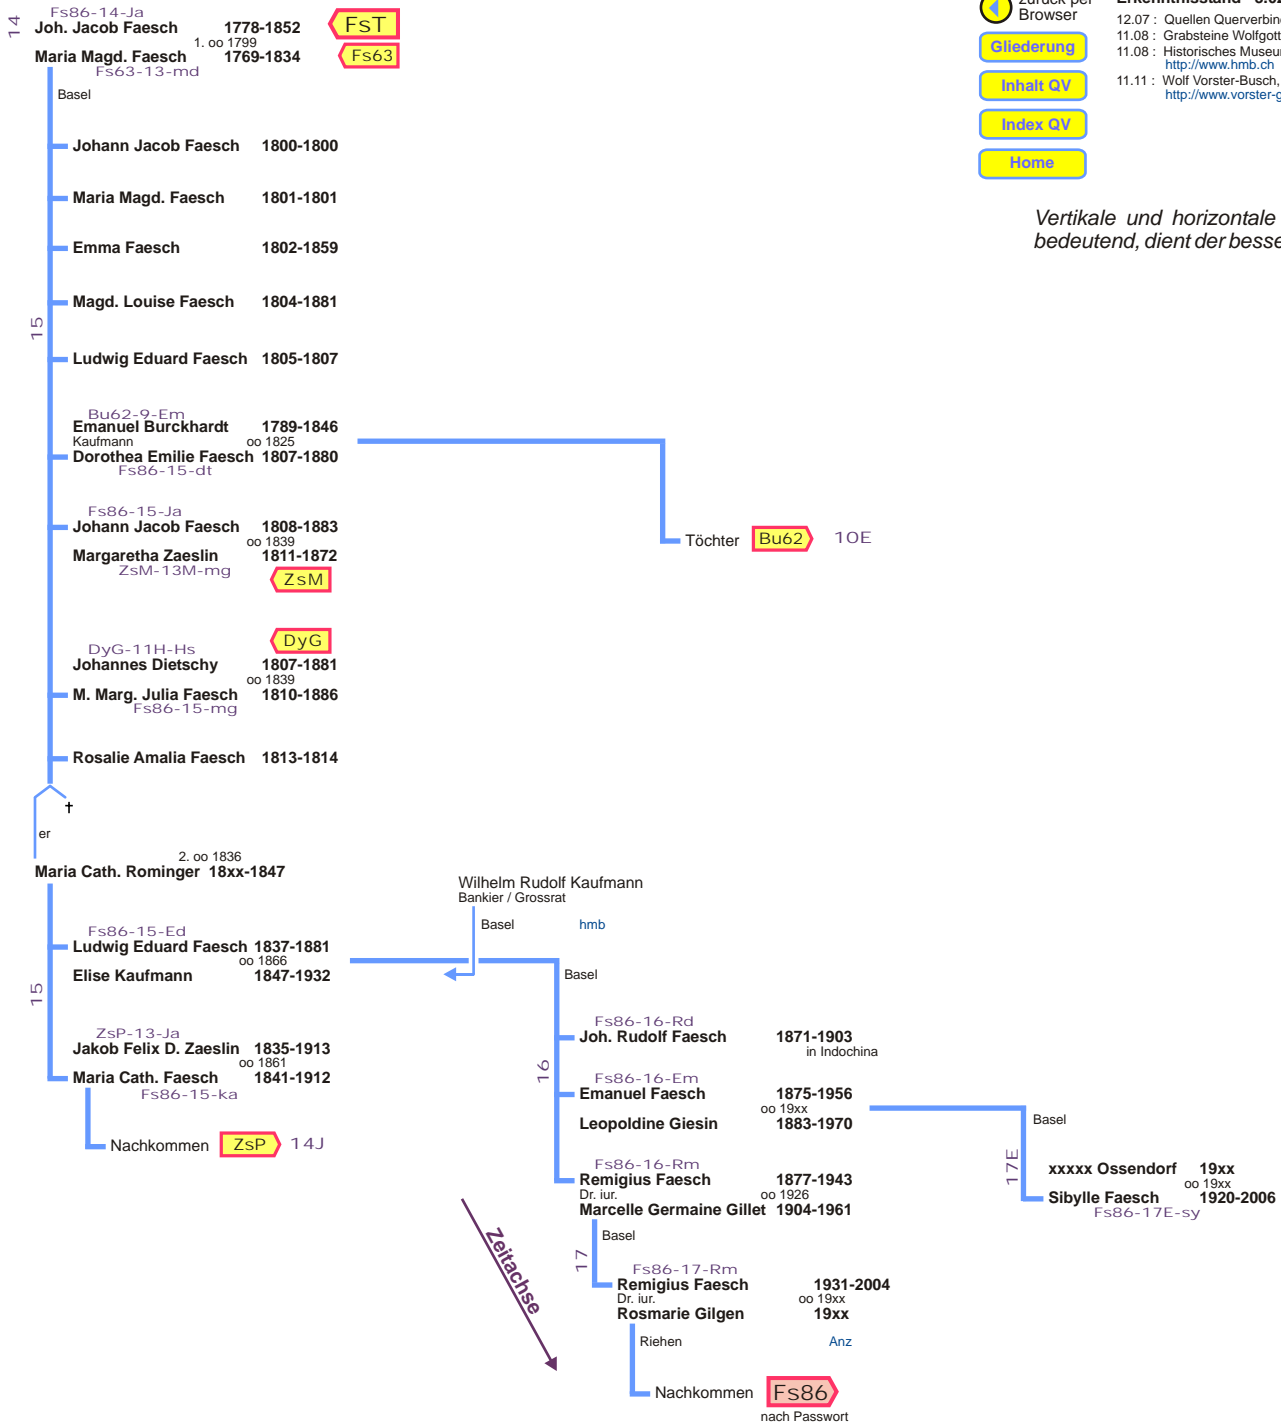 14
Fs86-14-Ja
Joh. Jacob Faesch 1778-1852 FsT
1. oo 1799
Maria Magd. Faesch 1769-1834 Fs63
Fs63-13-md
Basel
Johann Jacob Faesch 1800-1800
Maria Magd. Faesch 1801-1801
Emma Faesch 1802-1859
Magd. Louise Faesch 1804-1881
15
Ludwig Eduard Faesch 1805-1807
Bu62-9-Em
Emanuel Burckhardt 1789-1846
Kaufmann oo 1825
Dorothea Emilie Faesch 1807-1880
Fs86-15-dt
Fs86-15-Ja
Johann Jacob Faesch 1808-1883
oo 1839
Margaretha Zaeslin 1811-1872
ZsM-13M-mg
ZsM
Töchter Bu62 10E
DyG
DyG-11H-Hs
Johannes Dietschy 1807-1881
oo 1839
M. Marg. Julia Faesch 1810-1886
Fs86-15-mg
Rosalie Amalia Faesch 1813-1814
†
er
2. oo 1836
Maria Cath. Rominger 18xx-1847
Fs86-15-Ed
Ludwig Eduard Faesch 1837-1881
oo 1866
Elise Kaufmann 1847-1932
15
ZsP-13-Ja
Jakob Felix D. Zaeslin 1835-1913
oo 1861
Maria Cath. Faesch 1841-1912
Fs86-15-ka
Nachkommen ZsP 14J
Wilhelm Rudolf Kaufmann
Bankier / Grossrat
Basel hmb
Basel
Fs86-16-Rd
Joh. Rudolf Faesch 1871-1903
in Indochina
16
Fs86-16-Em
Emanuel Faesch 1875-1956
oo 19xx
Leopoldine Giesin 1883-1970
Fs86-16-Rm
Remigius Faesch 1877-1943
Dr. iur. oo 1926
Marcelle Germaine Gillet 1904-1961
Basel
17
Fs86-17-Rm
Remigius Faesch 1931-2004
Dr. iur. oo 19xx
Rosmarie Gilgen 19xx
Riehen Anz
Nachkommen Fs86
nach Passwort
Zeitachse
Basel
17E
xxxxx Ossendorf 19xx
oo 19xx
Sibylle Faesch 1920-2006
Fs86-17E-sy
Browser
Gliederung
Inhalt QV
Index QV
Home
12.07 : Quellen Querverbin
11.08 : Grabsteine Wolfgott
11.08 : Historisches Museu
http://www.hmb.ch
11.11 : Wolf Vorster-Busch,
http://www.vorster-g
Vertikale und horizontale
bedeutend, dient der besse